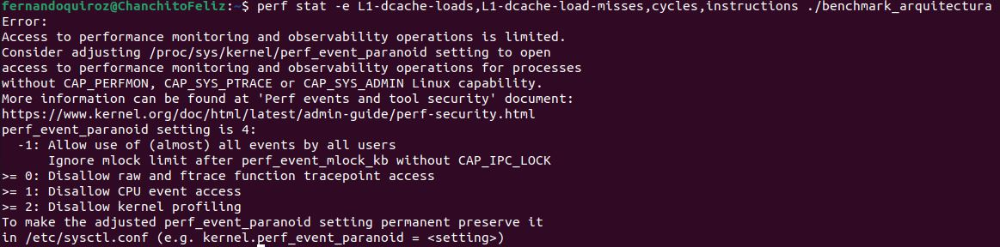 fernandoquiroz@ChanchitoFeliz:~$ perf stat -e L1-dcache-loads,L1-dcache-load-misses,cycles,instructions ./benchmark_arquitectura
Error:
Access to performance monitoring and observability operations is limited.
Consider adjusting /proc/sys/kernel/perf_event_paranoid setting to open
access to performance monitoring and observability operations for processes
without CAP_PERFMON, CAP_SYS_PTRACE or CAP_SYS_ADMIN Linux capability.
More information can be found at 'Perf events and tool security' document:
https://www.kernel.org/doc/html/latest/admin-guide/perf-security.html
perf_event_paranoid setting is 4:
  -1: Allow use of (almost) all events by all users
      Ignore mlock limit after perf_event_mlock_kb without CAP_IPC_LOCK
>= 0: Disallow raw and ftrace function tracepoint access
>= 1: Disallow CPU event access
>= 2: Disallow kernel profiling
To make the adjusted perf_event_paranoid setting permanent preserve it
in /etc/sysctl.conf (e.g. kernel.perf_event_paranoid = <setting>)